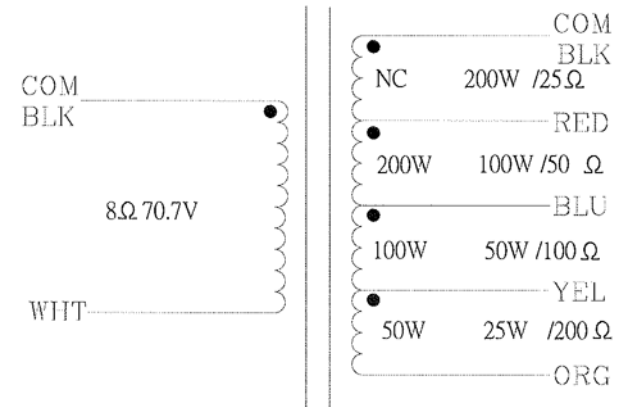 COM
BLK
8Ω 70.7V
WHT
COM
BLK
NC 200W /25Ω
RED
200W 100W /50 Ω
BLU
100W 50W /100 Ω
YEL
50W 25W /200 Ω
ORG